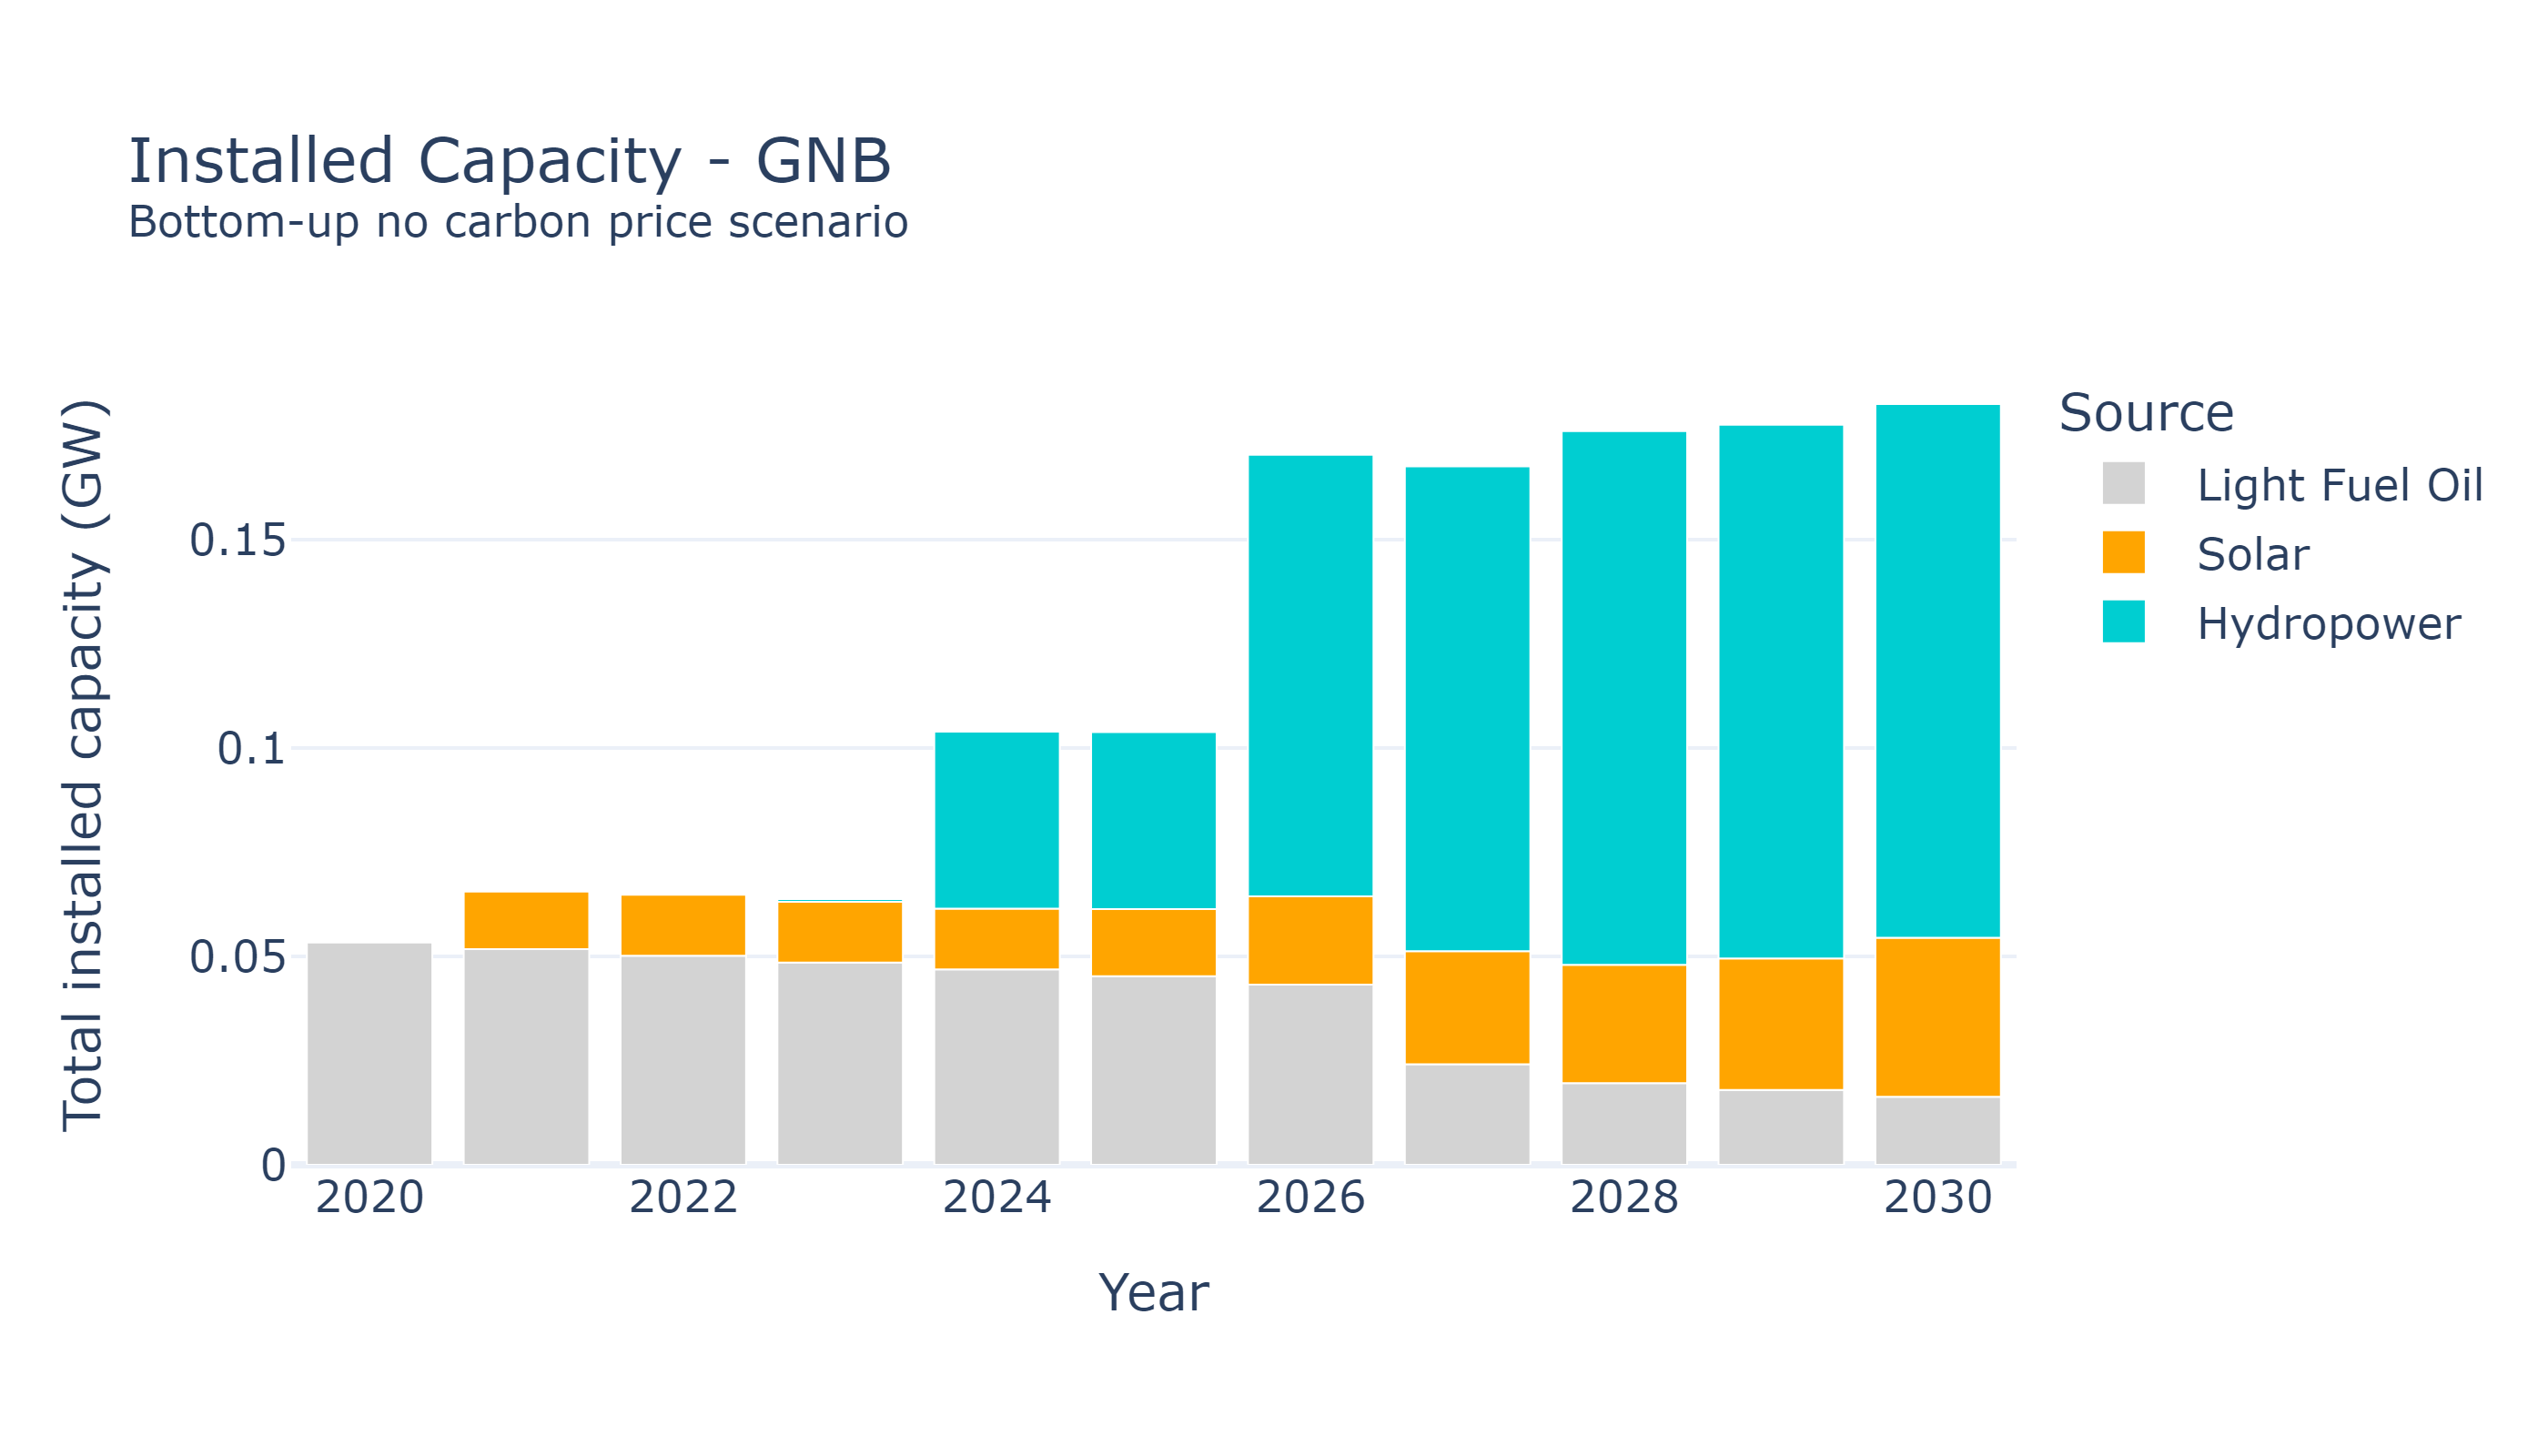 Installed Capacity - GNB
Bottom-up no carbon price scenario
Total installed capacity (GW)
0.15
0.1
0.05
0
2020 2022 2024 2026 2028 2030
Year
Source
Light Fuel Oil
Solar
Hydropower